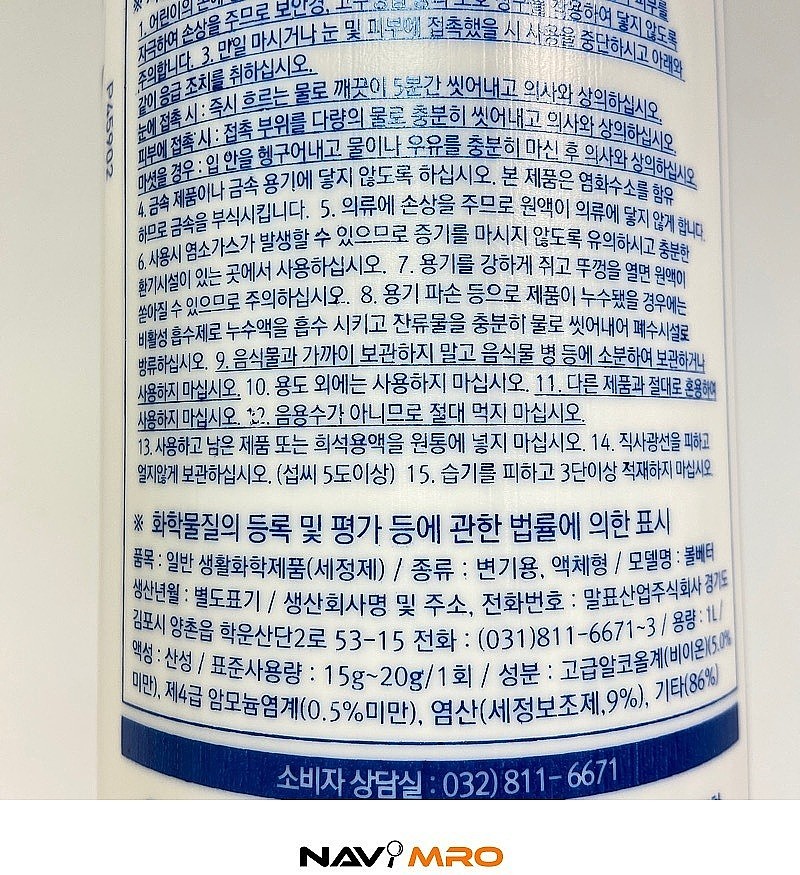 1. 어린이의 손에
자극하여 손상을 주므로 보안경, 착용하여 닿지 않도록
주의합니다. 3. 만일 마시거나 눈 및 피부에 접촉했을 시 사용을 중단하시고 아래와
같이 응급 조치를 취하십시오.
눈에 접촉 시 : 즉시 흐르는 물로 깨끗이 5분간 씻어내고 의사와 상의하십시오.
피부에 접촉 시 : 접촉 부위를 다량의 물로 충분히 씻어내고 의사와 상의하십시오.
마셨을 경우 : 입 안을 헹구어내고 물이나 우유를 충분히 마신 후 의사와 상의하십시오
4. 금속 제품이나 금속 용기에 닿지 않도록 하십시오. 본 제품은 염화수소를 함유
하므로 금속을 부식시킵니다. 5. 의류에 손상을 주므로 원액이 의류에 닿지 않게 합니다.
6. 사용시 염소가스가 발생할 수 있으므로 증기를 마시지 않도록 유의하시고 충분한
환기시설이 있는 곳에서 사용하십시오. 7. 용기를 강하게 쥐고 뚜껑을 열면 원액이
쏟아질 수 있으므로 주의하십시오. 8. 용기 파손 등으로 제품이 누수됐을 경우에는
비활성 흡수제로 누수액을 흡수 시키고 잔류물을 충분히 물로 씻어내어 폐수시설로
방류하십시오. 9. 음식물과 가까이 보관하지 말고 음식물 병 등에 소분하여 보관하거나
사용하지 마십시오. 10. 용도 외에는 사용하지 마십시오. 11. 다른 제품과 절대로 혼용하여
사용하지 마십시오. 12. 음용수가 아니므로 절대 먹지 마십시오.
13. 사용하고 남은 제품 또는 희석용액을 원통에 넣지 마십시오. 14. 직사광선을 피하고
얼지않게 보관하십시오. (섭씨 5도이상) 15. 습기를 피하고 3단이상 적재하지 마십시오.
※ 화학물질의 등록 및 평가 등에 관한 법률에 의한 표시
품목 : 일반 생활화학제품(세정제) / 종류 : 변기용, 액체형 / 모델명 : 볼베터
생산년월 : 별도표기 / 생산회사명 및 주소, 전화번호 : 말표산업주식회사 경기도
김포시 양촌읍 학운산단2로 53-15 전화 : (031)811-6671~3 / 용량 : 1L /
액성 : 산성 / 표준사용량 : 15g~20g/1회 / 성분 : 고급알코올계(비이온)(5.0%
미만), 제4급 암모늄염계(0.5%미만), 염산(세정보조제,9%), 기타(86%)
소비자 상담실 : 032) 811-6671
NAVI MRO